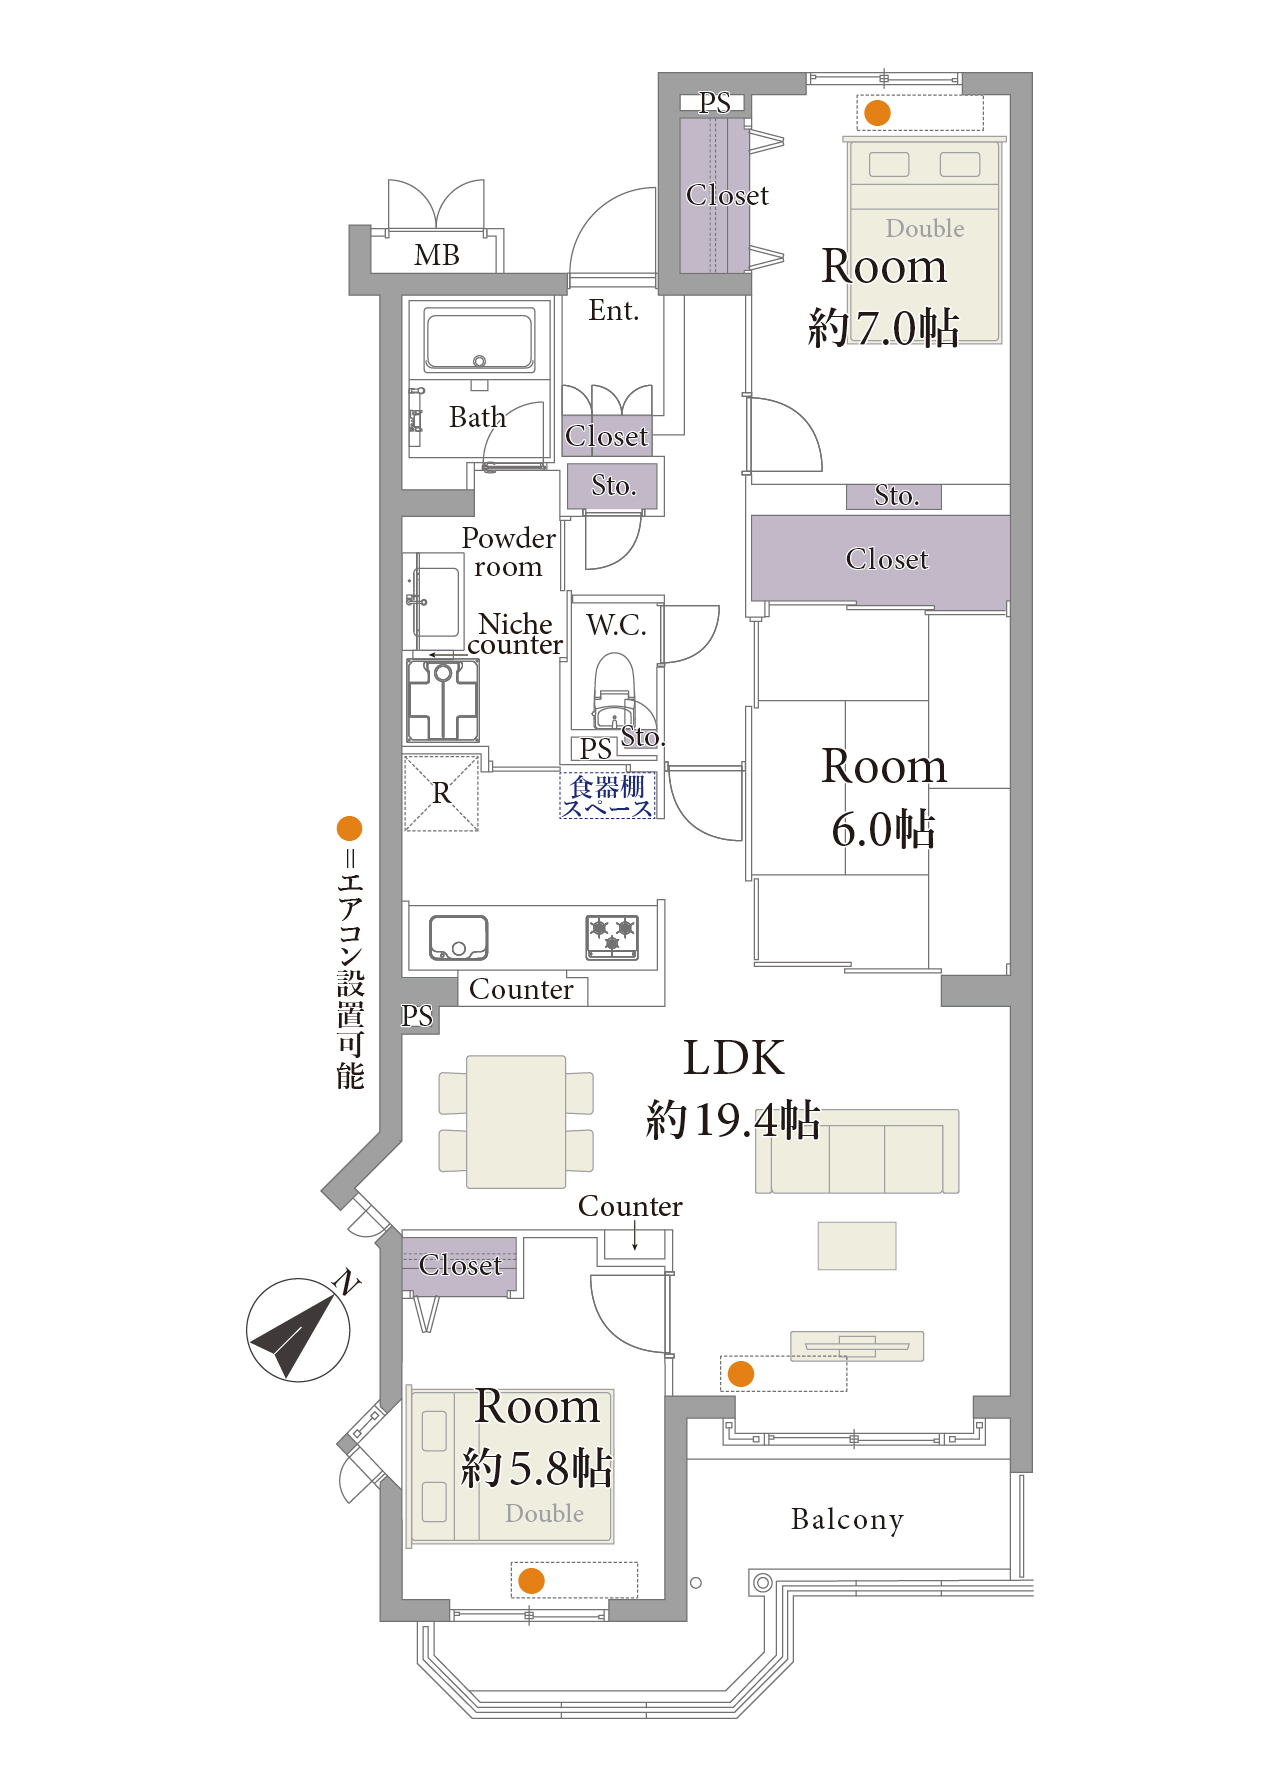 PS
Closet
Double
Room
約7.0帖
MB
Ent.
Bath
Closet
Sto.
Sto.
Closet
Powder
room
Niche
counter
W.C.
Sto.
PS
R
食器棚
スペース
Room
6.0帖
=エアコン設置可能
Counter
PS
LDK
約19.4帖
Counter
Closet
N
Room
約5.8帖
Double
Balcony